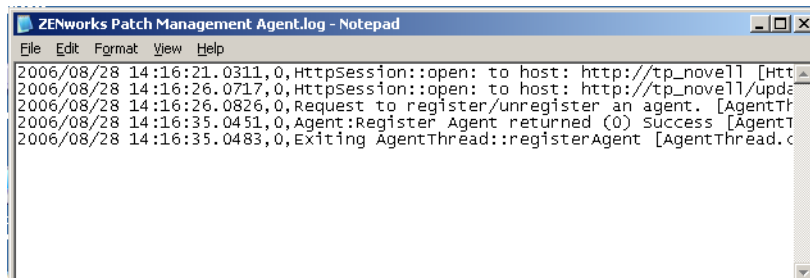 ZENworks Patch Management Agent.log - Notepad
File Edit Format View Help
2006/08/28 14:16:21.0311,0,HttpSession::open: to host: http://tp_novell [Htt
2006/08/28 14:16:26.0717,0,HttpSession::open: to host: http://tp_novell/upda
2006/08/28 14:16:26.0826,0,Request to register/unregister an agent. [AgentTh
2006/08/28 14:16:35.0451,0,Agent:Register Agent returned (0) Success [AgentT
2006/08/28 14:16:35.0483,0,Exiting AgentThread::registerAgent [AgentThread.c